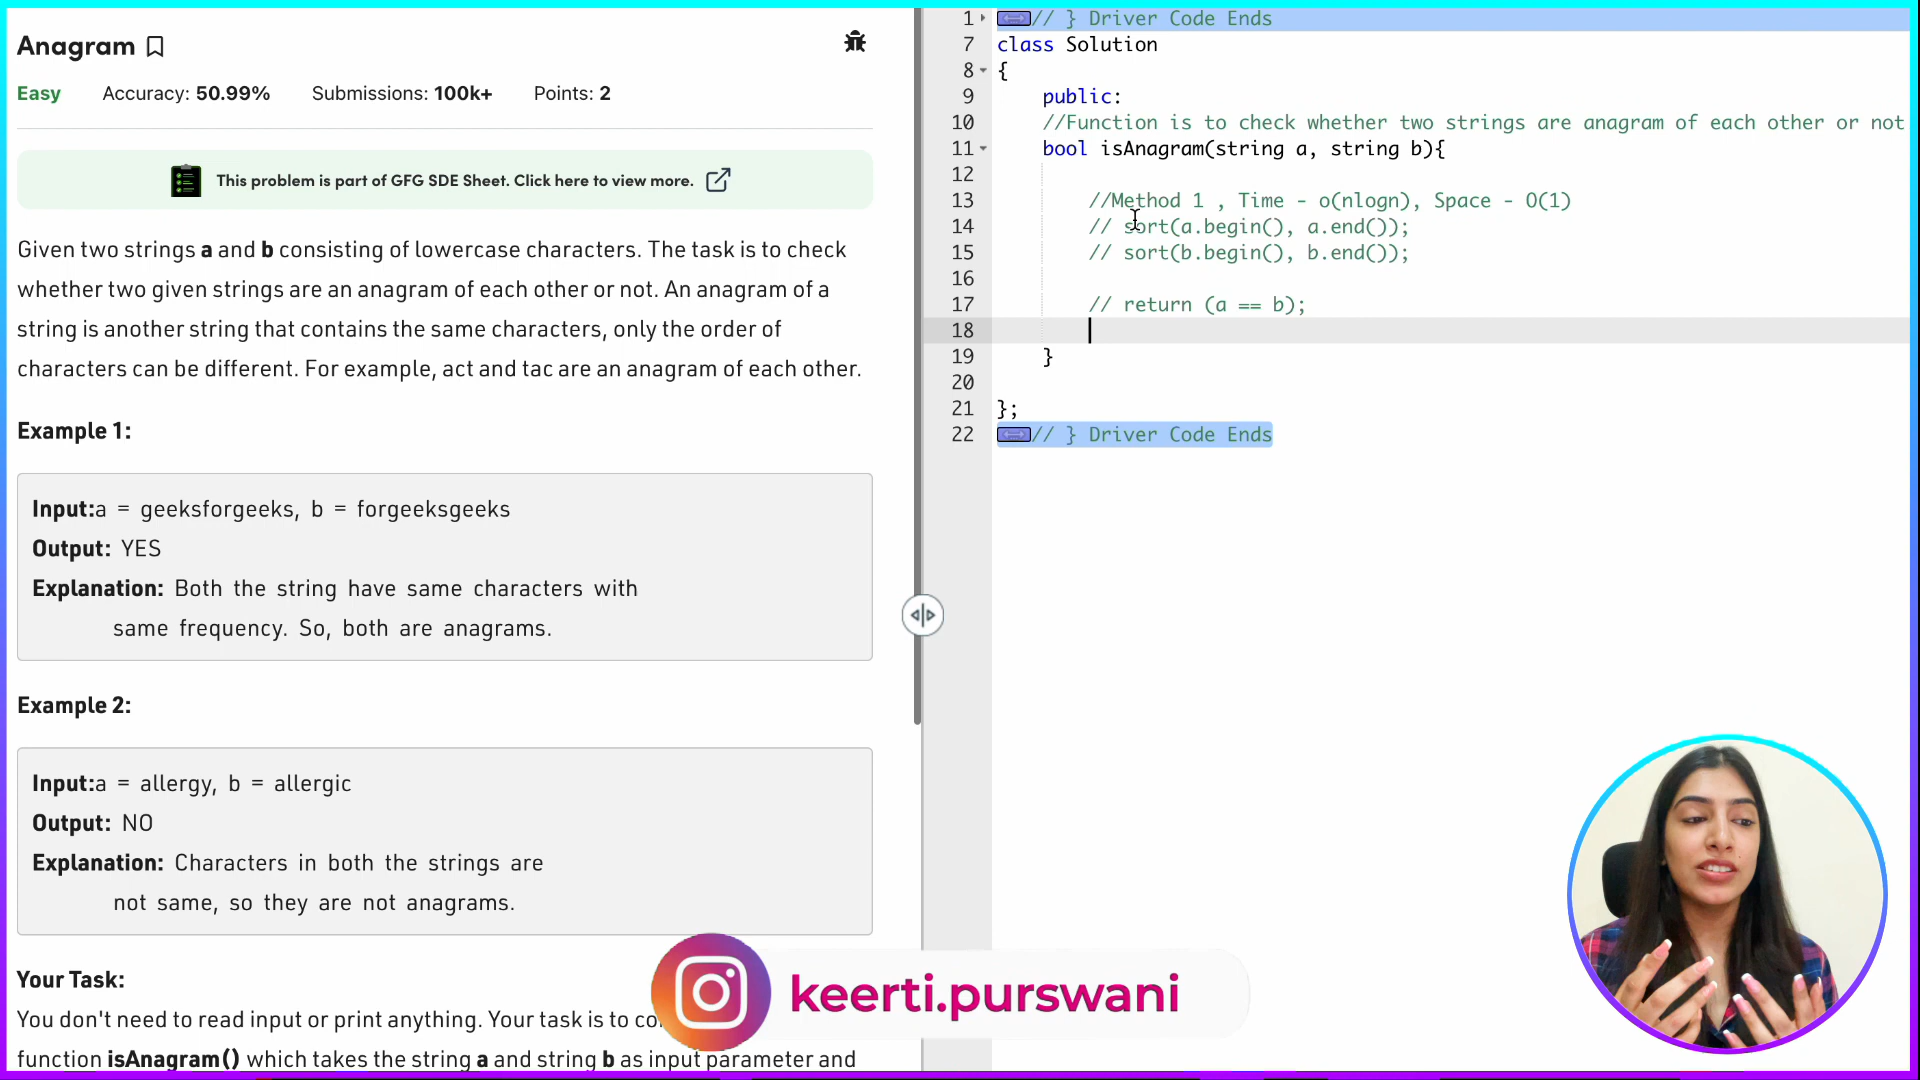 Anagram
Easy Accuracy: 50.99% Submissions: 100k+ Points: 2
This problem is part of GFG SDE Sheet. Click here to view more.
Given two strings a and b consisting of lowercase characters. The task is to check
whether two given strings are an anagram of each other or not. An anagram of a
string is another string that contains the same characters, only the order of
characters can be different. For example, act and tac are an anagram of each other.
Example 1:
Input:a = geeksforgeeks, b = forgeeksgeeks
Output: YES
Explanation: Both the string have same characters with
same frequency. So, both are anagrams.
Example 2:
Input:a = allergy, b = allergic
Output: NO
Explanation: Characters in both the strings are
not same, so they are not anagrams.
Your Task:
You don't need to read input or print anything. Your task is to
function isAnagram() which takes the string a and string b as input parameter and
1 // } Driver Code Ends
7 class Solution
8 {
9 public:
10 //Function is to check whether two strings are anagram of each other or not
11 bool isAnagram(string a, string b){
12
13 //Method 1 , Time - o(nlogn), Space - O(1)
14 // sort(a.begin(), a.end());
15 // sort(b.begin(), b.end());
16
17 // return (a == b);
18
19 }
20
21 };
22 // } Driver Code Ends
keerti.purswani